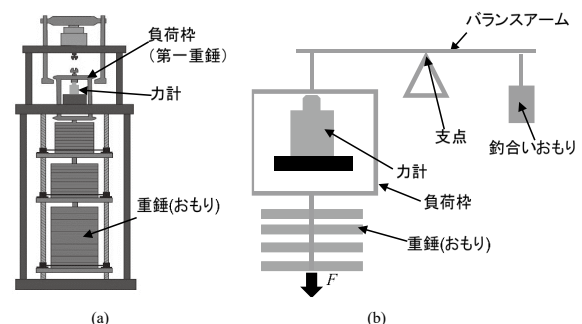 負荷枠
(第一重錘)
力計
重錘(おもり)
(a)
バランスアーム
支点
釣合いおもり
力計
負荷枠
重錘(おもり)
F
(b)